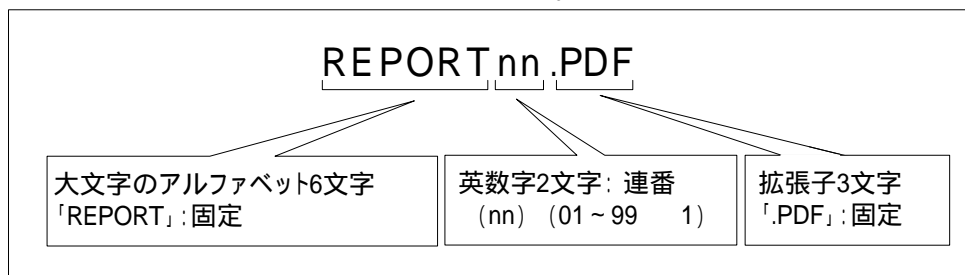 REPORTnn.PDF
大文字のアルファベット6文字
「REPORT」:固定
英数字2文字: 連番
(nn) (01~99 1)
拡張子3文字
「.PDF」:固定